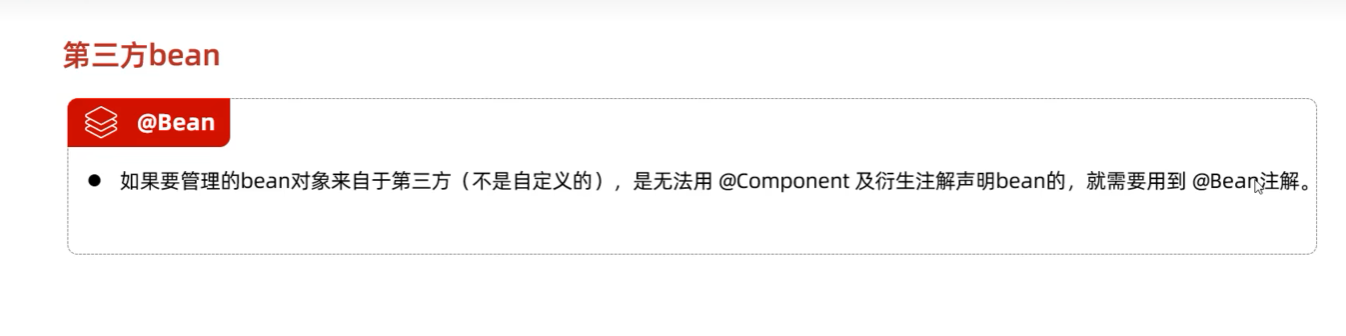 第三方bean
@Bean
如果要管理的bean对象来自于第三方（不是自定义的），是无法用 @Component 及衍生注解声明bean的，就需要用到 @Bean注解。